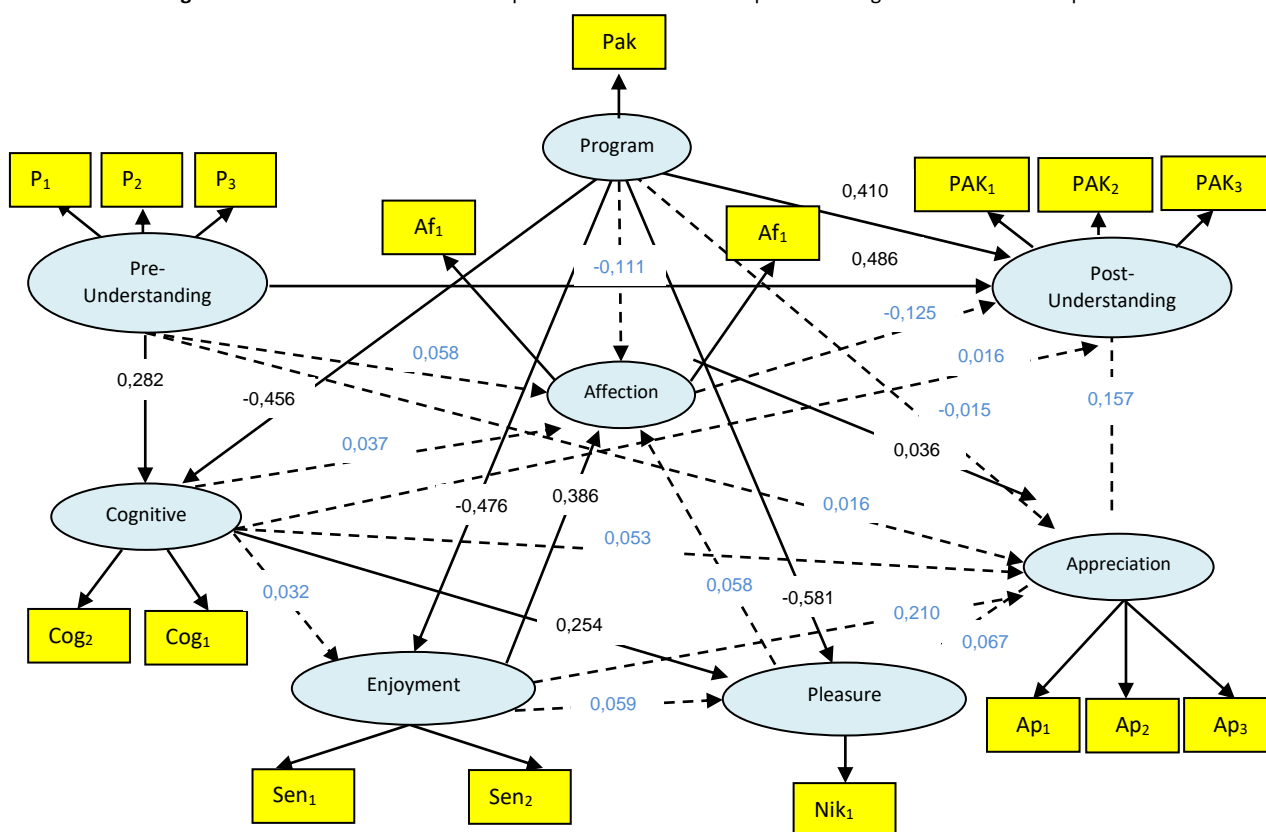 Pak
Program
P1
P2
P3
PAK1
PAK2
PAK3
0,410
Af1
Af1
Pre-
Understanding
-0,111
0,486
Post-
Understanding
-0,125
0,058
0,016
0,282
-0,456
Affection
0,157
-0,015
0,037
0,036
0,386
-0,476
0,016
Cognitive
0,053
Appreciation
0,032
0,058
-0,581
0,210
0,254
0,067
Cog2
Cog1
Enjoyment
Pleasure
0,059
Ap1
Ap2
Ap3
Sen1
Sen2
Nik1